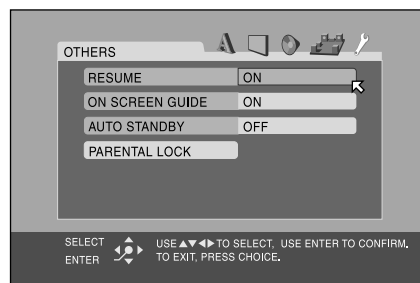 OTHERS
RESUME ON
ON SCREEN GUIDE ON
AUTO STANDBY OFF
PARENTAL LOCK
SELECT
ENTER
USE ▲▼◀▶ TO SELECT, USE ENTER TO CONFIRM.
TO EXIT, PRESS CHOICE.